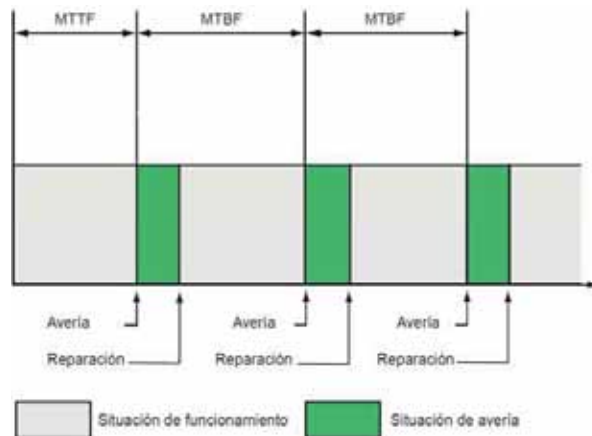 MTTF MTBF MTBF
Avería Avería Avería
Reparación Reparación Reparación
Situación de funcionamiento Situación de avería